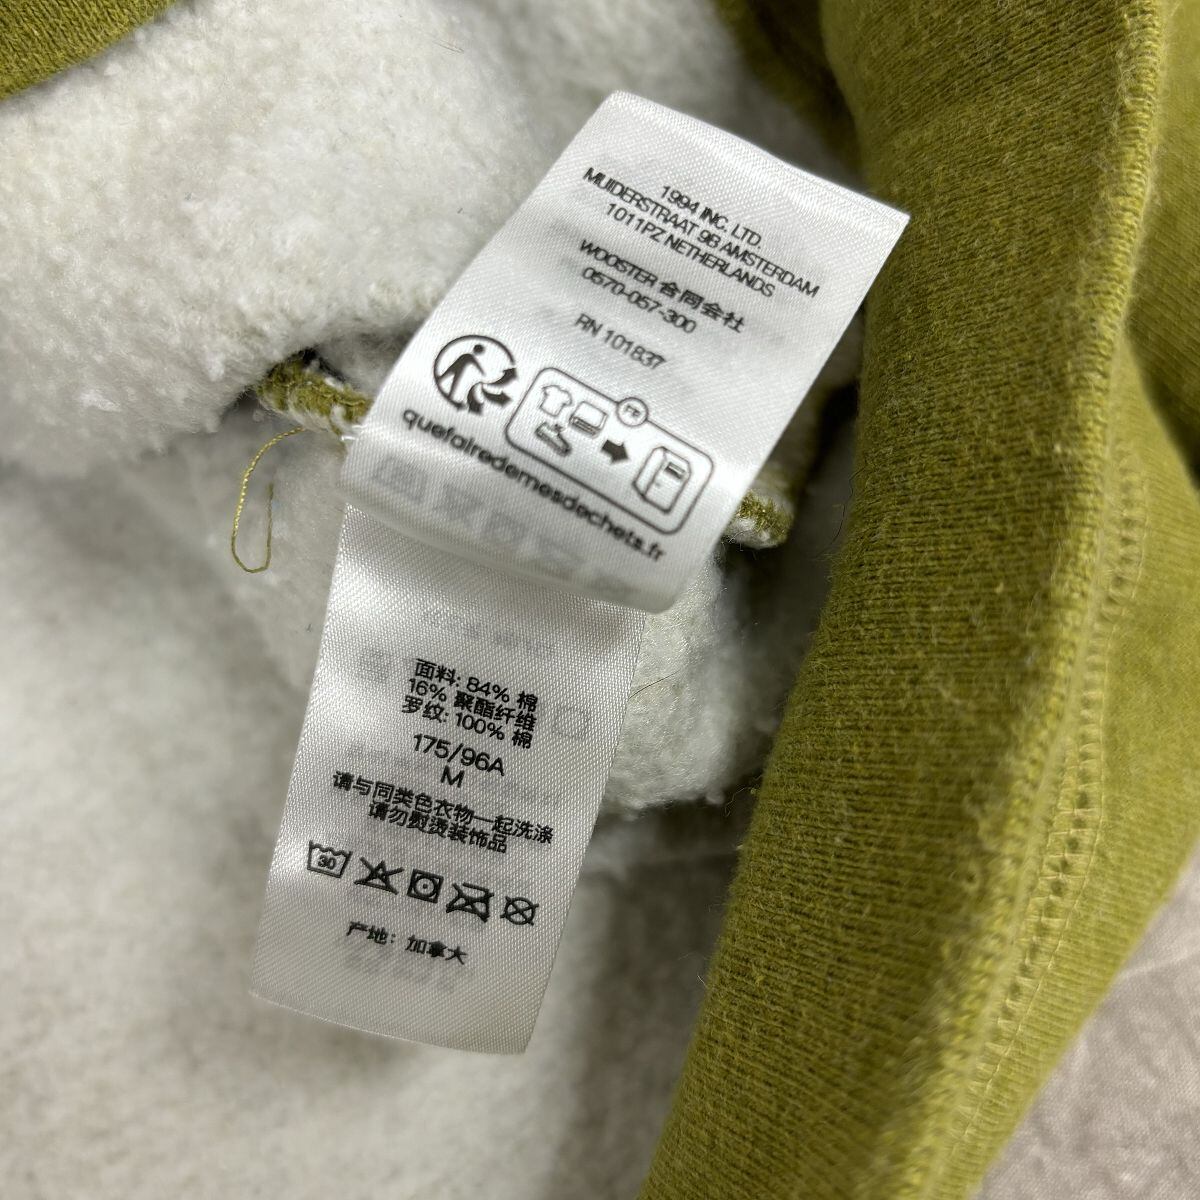 1994 INC. LTD.
MUIDERSTRAAT 9B AMSTERDAM
1011PZ NETHERLANDS
WOOSTER 合同会社
0570-057-300
RN 101837
FR
quefairedemesdechets.fr
面料: 84% 棉
16% 聚酯纤维
罗纹: 100% 棉
175/96A
M
请与同类色衣物一起洗涤
请勿熨烫装饰品
30
产地: 加拿大